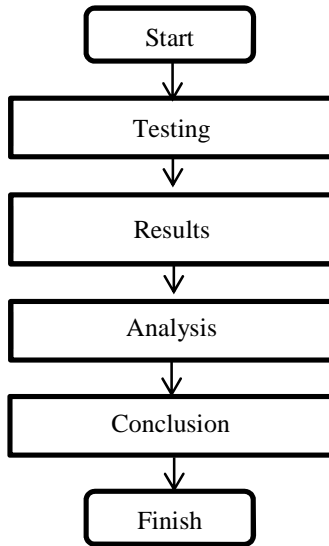 Start
Testing
Results
Analysis
Conclusion
Finish